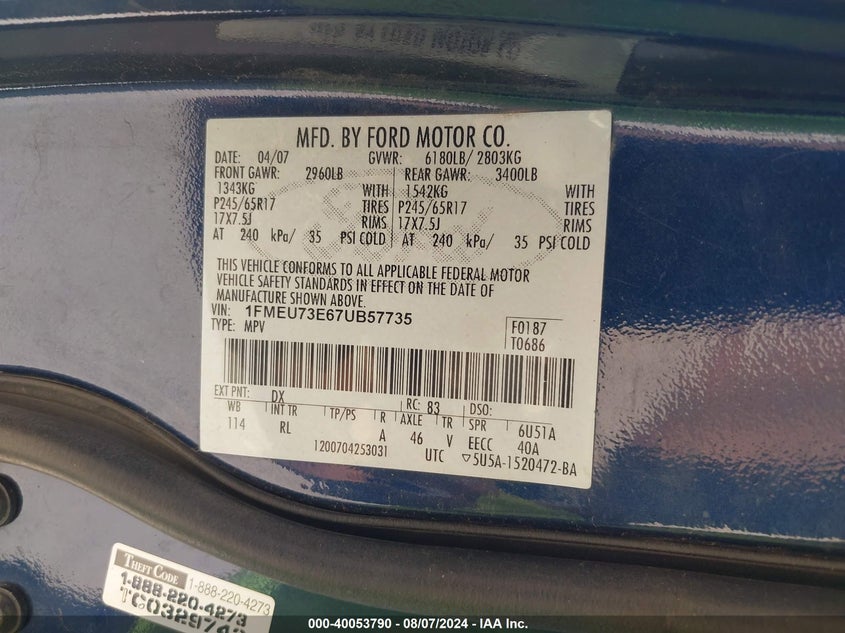 MFD. BY FORD MOTOR CO.
DATE: 04/07 GVWR: 6180LB/ 2803KG
FRONT GAWR: 2960LB REAR GAWR: 3400LB
1343KG WITH 1542KG WITH
P245/65R17 TIRES P245/65R17 TIRES
17X7.5J RIMS 17X7.5J RIMS
AT 240 kPa/ 35 PSI COLD AT 240 kPa/ 35 PSI COLD
THIS VEHICLE CONFORMS TO ALL APPLICABLE FEDERAL MOTOR
VEHICLE SAFETY STANDARDS IN EFFECT ON THE DATE OF
MANUFACTURE SHOWN ABOVE.
VIN: 1FMEU73E67UB57735
TYPE: MPV
F0187
T0686
EXT PNT: DX RC: 83 DSO:
WB INT TR TP/PS R AXLE TR SPR 6U51A
114 RL A 46 V EECC 40A
1200704253031 UTC ▽5U5A-1520472-BA
THEFT CODE 1-888-220-4273
1-888-220-4273
000-40053790 - 08/07/2024 - IAA Inc.